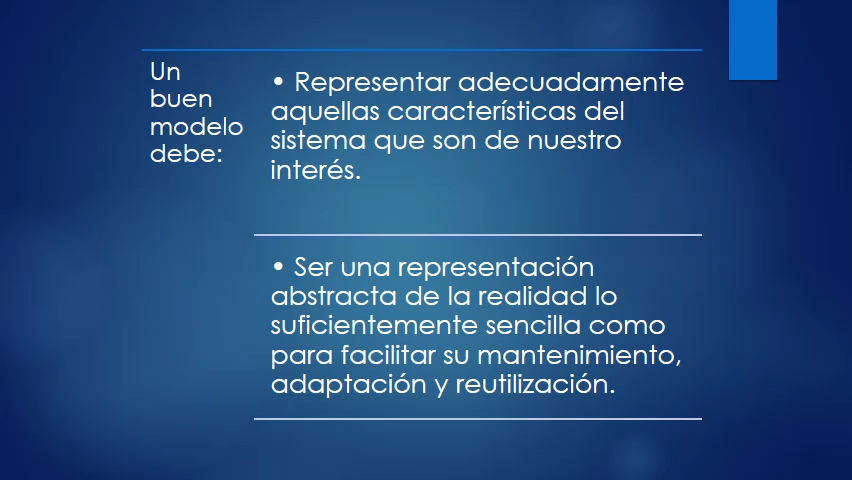 Un
buen
modelo
debe:
• Representar adecuadamente
aquellas características del
sistema que son de nuestro
interés.
• Ser una representación
abstracta de la realidad lo
suficientemente sencilla como
para facilitar su mantenimiento,
adaptación y reutilización.